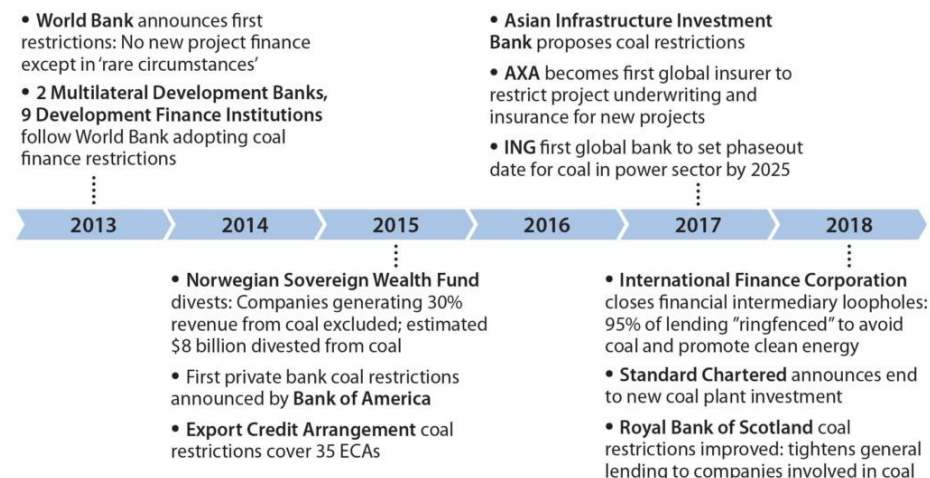 • World Bank announces first
restrictions: No new project finance
except in ‘rare circumstances’
• 2 Multilateral Development Banks,
9 Development Finance Institutions
follow World Bank adopting coal
finance restrictions
• Asian Infrastructure Investment
Bank proposes coal restrictions
• AXA becomes first global insurer to
restrict project underwriting and
insurance for new projects
• ING first global bank to set phaseout
date for coal in power sector by 2025
2013 2014 2015 2016 2017 2018
• Norwegian Sovereign Wealth Fund
divests: Companies generating 30%
revenue from coal excluded; estimated
$8 billion divested from coal
• First private bank coal restrictions
announced by Bank of America
• Export Credit Arrangement coal
restrictions cover 35 ECAs
• International Finance Corporation
closes financial intermediary loopholes:
95% of lending ”ringfenced” to avoid
coal and promote clean energy
• Standard Chartered announces end
to new coal plant investment
• Royal Bank of Scotland coal
restrictions improved: tightens general
lending to companies involved in coal